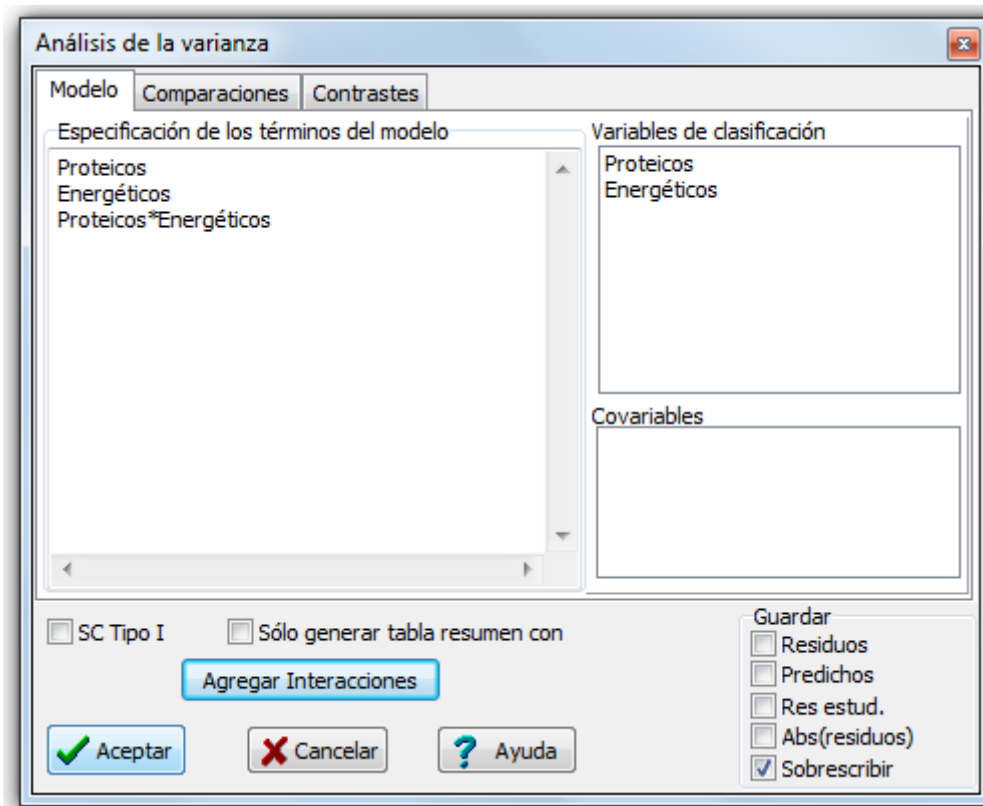 Análisis de la varianza
Modelo
Comparaciones
Contrastes
Especificación de los términos del modelo
Proteicos
Energéticos
Proteicos*Energéticos
Variables de clasificación
Proteicos
Energéticos
Covariables
SC Tipo I
Sólo generar tabla resumen con
Agregar Interacciones
Aceptar
Cancelar
? Ayuda
Guardar
Residuos
Predichos
Res estud.
Abs(residuos)
Sobrescribir